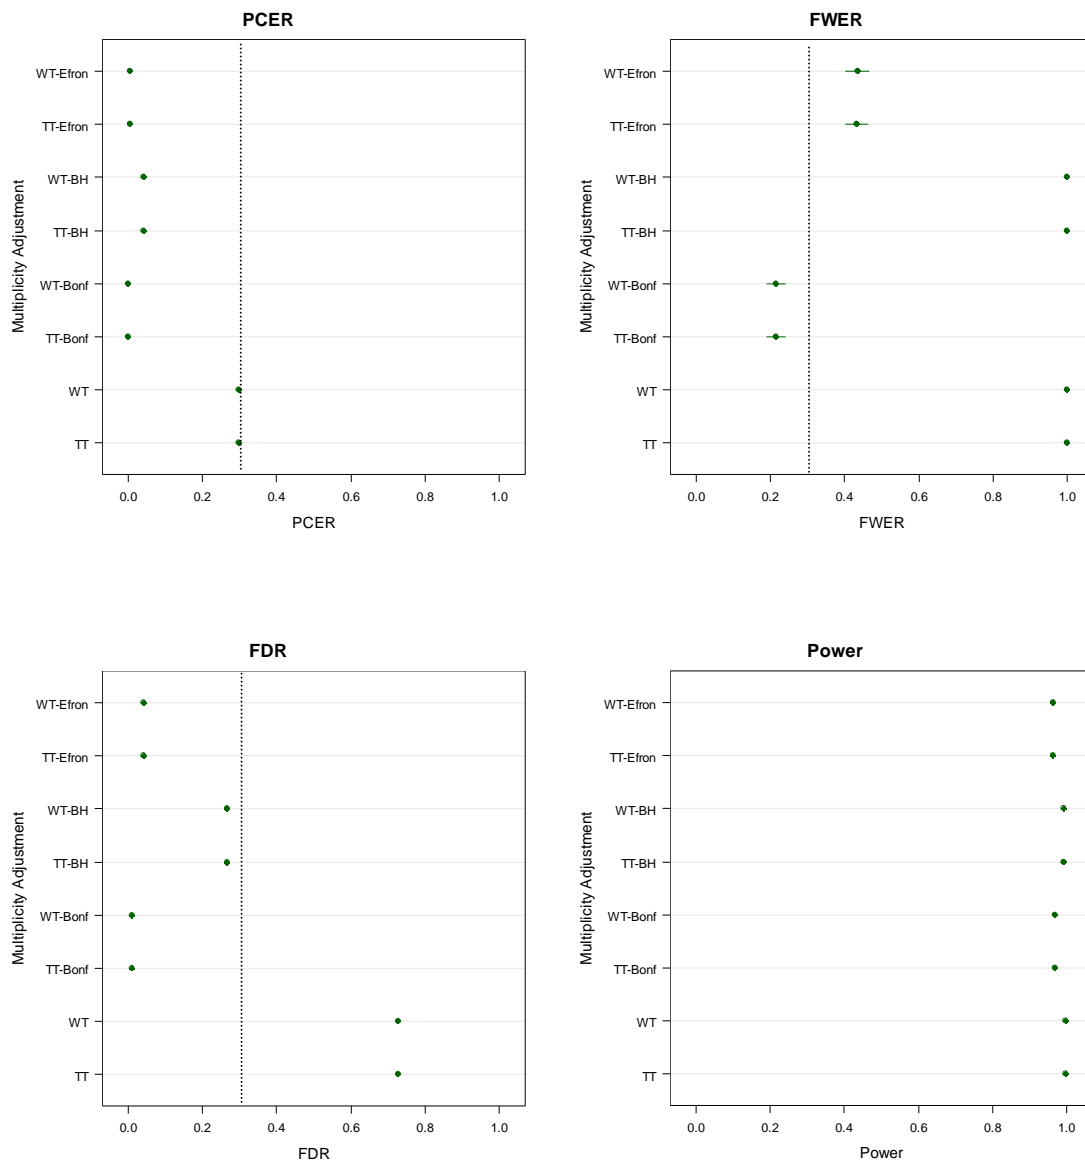 PCER
Multiplicity Adjustment
WT-Efron
TT-Efron
WT-BH
TT-BH
WT-Bonf
TT-Bonf
WT
TT
0.0 0.2 0.4 0.6 0.8 1.0
PCER
FWER
Multiplicity Adjustment
WT-Efron
TT-Efron
WT-BH
TT-BH
WT-Bonf
TT-Bonf
WT
TT
0.0 0.2 0.4 0.6 0.8 1.0
FWER
FDR
Multiplicity Adjustment
WT-Efron
TT-Efron
WT-BH
TT-BH
WT-Bonf
TT-Bonf
WT
TT
0.0 0.2 0.4 0.6 0.8 1.0
FDR
Power
Multiplicity Adjustment
WT-Efron
TT-Efron
WT-BH
TT-BH
WT-Bonf
TT-Bonf
WT
TT
0.0 0.2 0.4 0.6 0.8 1.0
Power